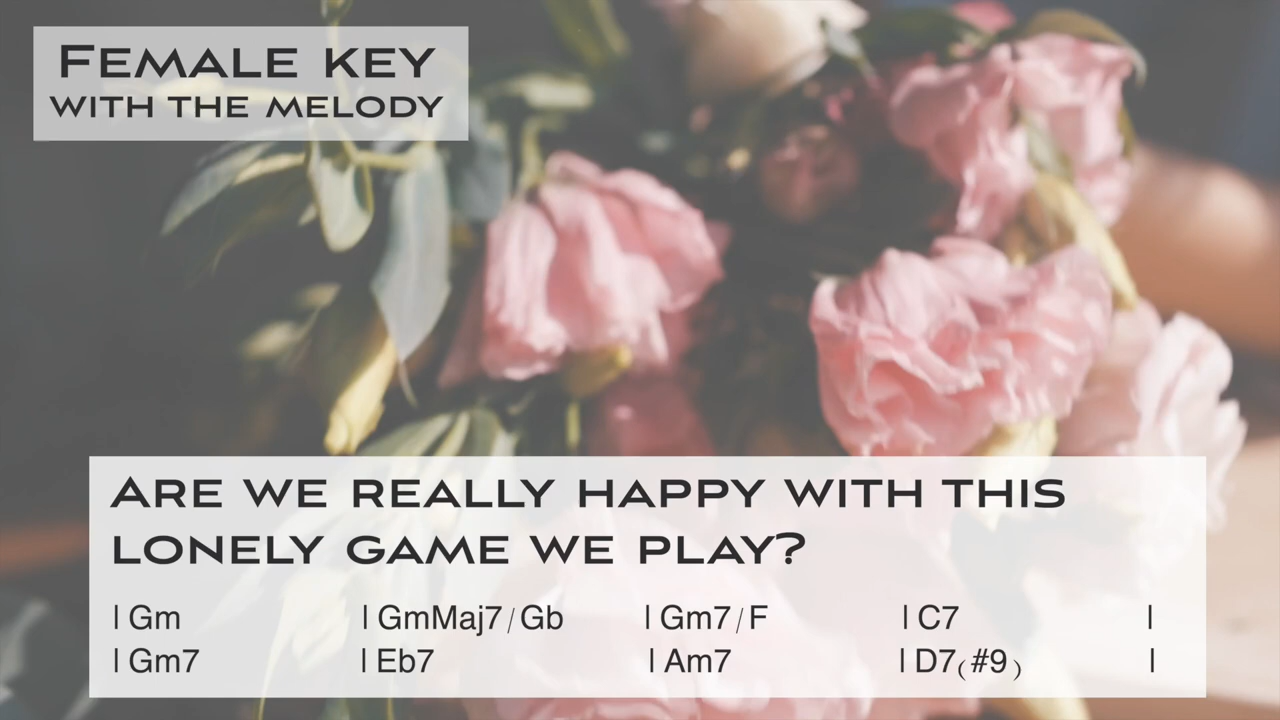 Female key
with the melody
Are we really happy with this
lonely game we play?
| Gm | GmMaj7/Gb | Gm7/F | C7 |
| Gm7 | Eb7 | Am7 | D7(#9) |